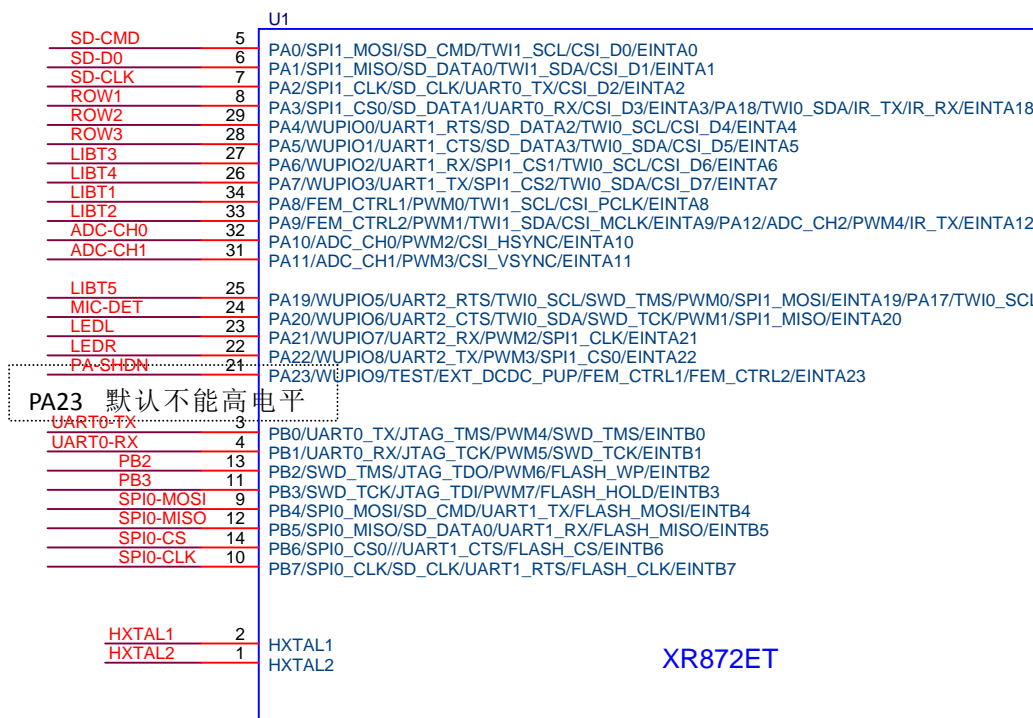 U1
SD-CMD 5 PA0/SPI1_MOSI/SD_CMD/TWI1_SCL/CSI_D0/EINTA0
SD-D0 6 PA1/SPI1_MISO/SD_DATA0/TWI1_SDA/CSI_D1/EINTA1
SD-CLK 7 PA2/SPI1_CLK/SD_CLK/UART0_TX/CSI_D2/EINTA2
ROW1 8 PA3/SPI1_CS0/SD_DATA1/UART0_RX/CSI_D3/EINTA3/PA18/TWI0_SDA/IR_TX/IR_RX/EINTA18
ROW2 29 PA4/WUPIO0/UART1_RTS/SD_DATA2/TWI0_SCL/CSI_D4/EINTA4
ROW3 28 PA5/WUPIO1/UART1_CTS/SD_DATA3/TWI0_SDA/CSI_D5/EINTA5
LIBT3 27 PA6/WUPIO2/UART1_RX/SPI1_CS1/TWI0_SCL/CSI_D6/EINTA6
LIBT4 26 PA7/WUPIO3/UART1_TX/SPI1_CS2/TWI0_SDA/CSI_D7/EINTA7
LIBT1 34 PA8/FEM_CTRL1/PWM0/TWI1_SCL/CSI_PCLK/EINTA8
LIBT2 33 PA9/FEM_CTRL2/PWM1/TWI1_SDA/CSI_MCLK/EINTA9/PA12/ADC_CH2/PWM4/IR_TX/EINTA12
ADC-CH0 32 PA10/ADC_CH0/PWM2/CSI_HSYNC/EINTA10
ADC-CH1 31 PA11/ADC_CH1/PWM3/CSI_VSYNC/EINTA11
LIBT5 25 PA19/WUPIO5/UART2_RTS/TWI0_SCL/SWD_TMS/PWM0/SPI1_MOSI/EINTA19/PA17/TWI0_SCL
MIC-DET 24 PA20/WUPIO6/UART2_CTS/TWI0_SDA/SWD_TCK/PWM1/SPI1_MISO/EINTA20
LEDL 23 PA21/WUPIO7/UART2_RX/PWM2/SPI1_CLK/EINTA21
LEDR 22 PA22/WUPIO8/UART2_TX/PWM3/SPI1_CS0/EINTA22
PA-SHDN 21 PA23/WUPIO9/TEST/EXT_DCDC_PUP/FEM_CTRL1/FEM_CTRL2/EINTA23
PA23 默认不能高电平
UART0-TX 3 PB0/UART0_TX/JTAG_TMS/PWM4/SWD_TMS/EINTB0
UART0-RX 4 PB1/UART0_RX/JTAG_TCK/PWM5/SWD_TCK/EINTB1
PB2 13 PB2/SWD_TMS/JTAG_TDO/PWM6/FLASH_WP/EINTB2
PB3 11 PB3/SWD_TCK/JTAG_TDI/PWM7/FLASH_HOLD/EINTB3
SPI0-MOSI 9 PB4/SPI0_MOSI/SD_CMD/UART1_TX/FLASH_MOSI/EINTB4
SPI0-MISO 12 PB5/SPI0_MISO/SD_DATA0/UART1_RX/FLASH_MISO/EINTB5
SPI0-CS 14 PB6/SPI0_CS0///UART1_CTS/FLASH_CS/EINTB6
SPI0-CLK 10 PB7/SPI0_CLK/SD_CLK/UART1_RTS/FLASH_CLK/EINTB7
HXTAL1 2 HXTAL1
HXTAL2 1 HXTAL2
XR872ET